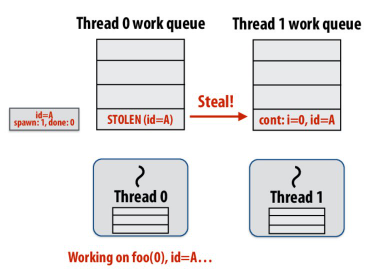 Thread 0 work queue
Thread 1 work queue
Steal!
id=A
spawn: 1, done: 0
STOLEN (id=A)
cont: i=0, id=A
Thread 0
Thread 1
Working on foo(0), id=A…